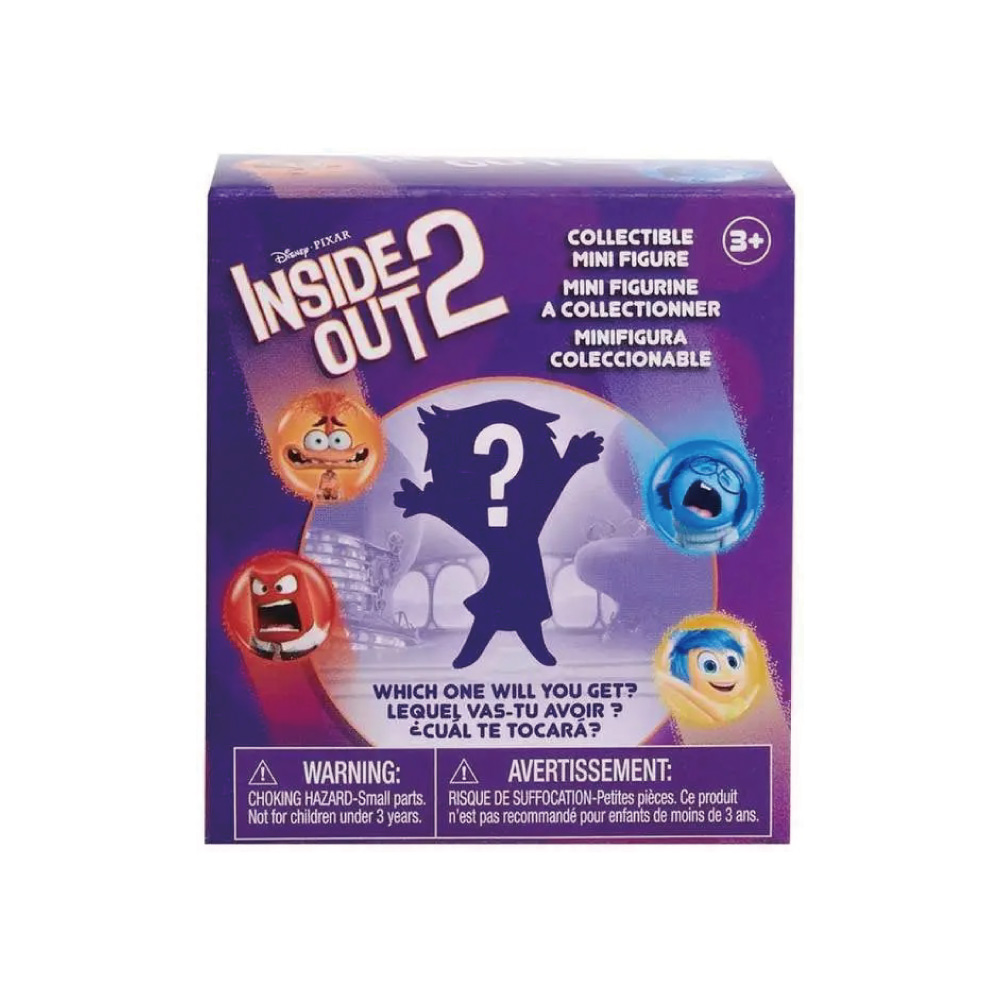 Disney · PIXAR
INSIDE
OUT 2
COLLECTIBLE
MINI FIGURE
MINI FIGURINE
A COLLECTIONNER
MINIFIGURA
COLECCIONABLE
3+
?
WHICH ONE WILL YOU GET?
LEQUEL VAS-TU AVOIR ?
¿CUÁL TE TOCARÁ?
WARNING:
CHOKING HAZARD-Small parts.
Not for children under 3 years.
AVERTISSEMENT:
RISQUE DE SUFFOCATION-Petites pièces. Ce produit
n'est pas recommandé pour enfants de moins de 3 ans.